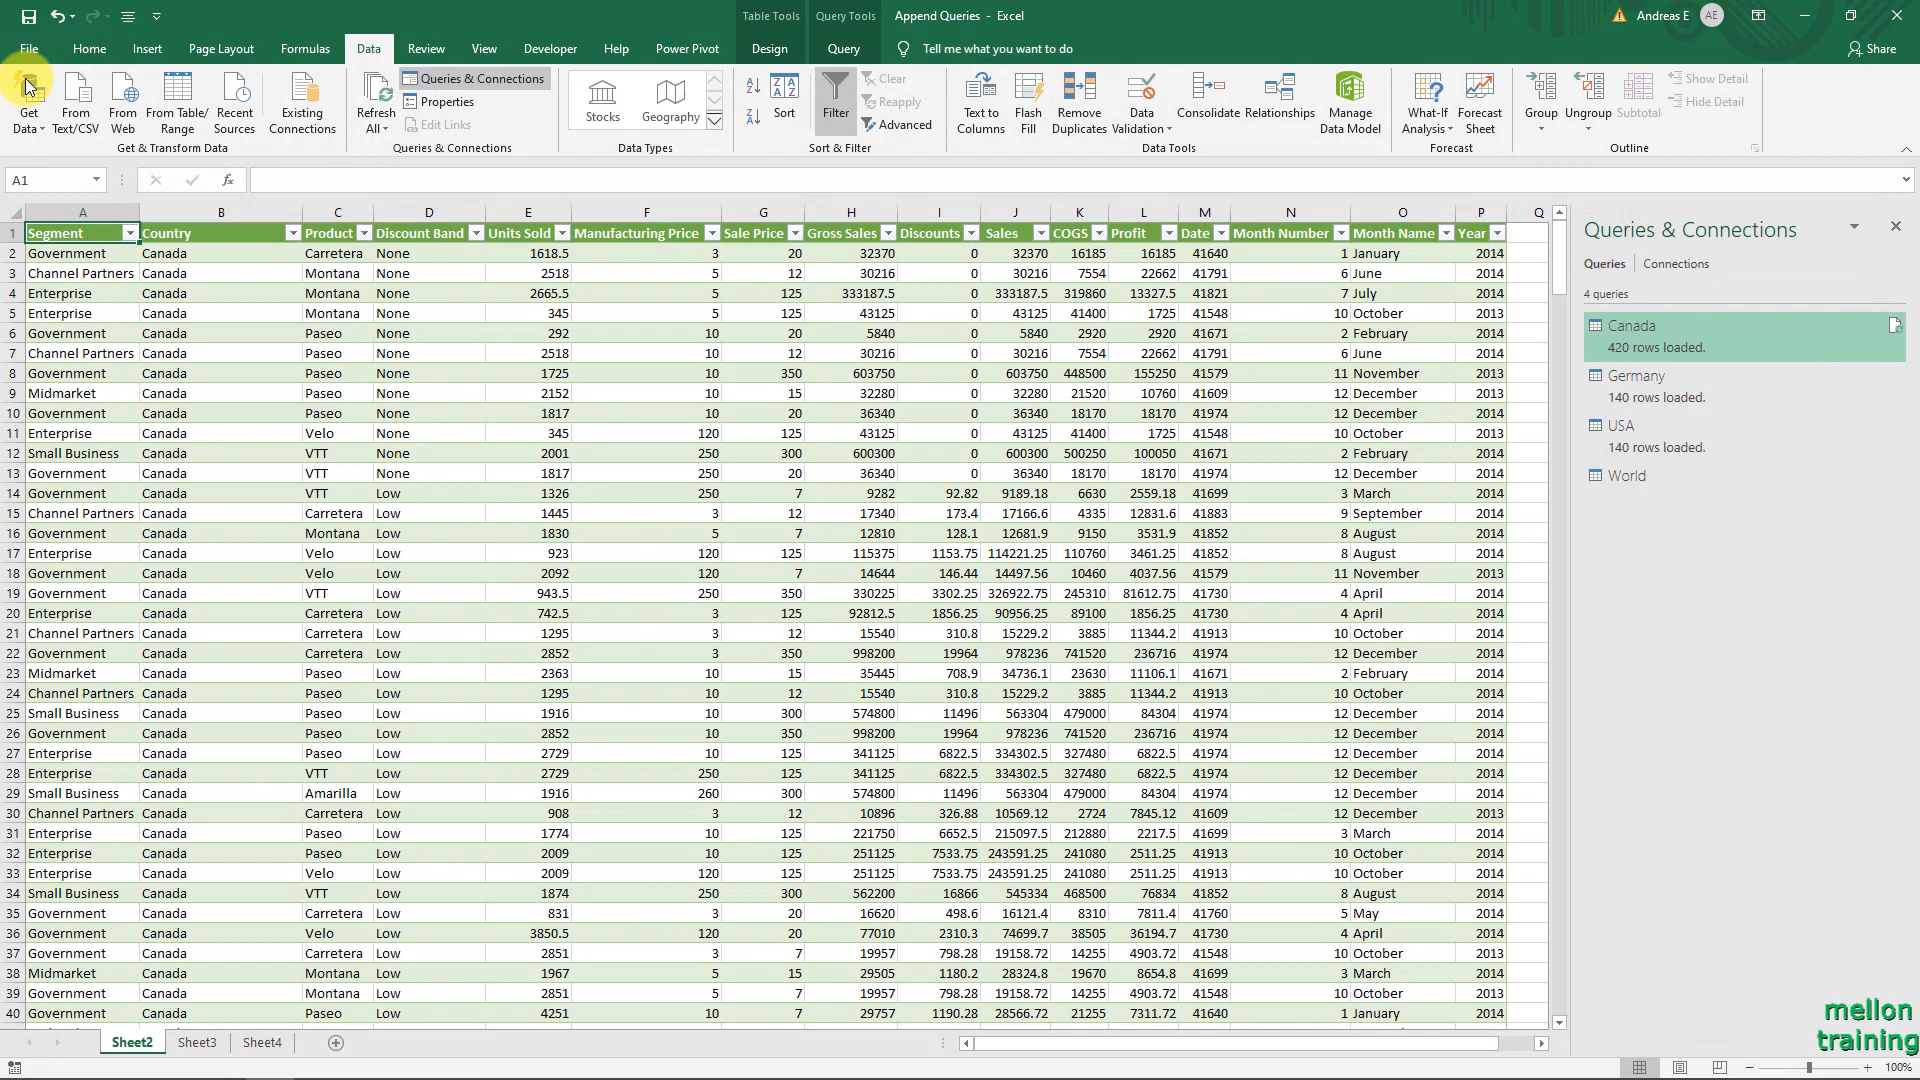 Table Tools Query Tools Append Queries - Excel Andreas E AE
File Home Insert Page Layout Formulas Data Review View Developer Help Power Pivot Design Query Tell me what you want to do Share
Get Data From Text/CSV From Web From Table/ Range Recent Sources Existing Connections Refresh All Queries & Connections Properties Edit Links Stocks Geography Sort Filter Clear Reapply Advanced Text to Columns Flash Fill Remove Duplicates Data Validation Consolidate Relationships Manage Data Model What-If Analysis Forecast Sheet Group Ungroup Subtotal Show Detail Hide Detail
Get & Transform Data Queries & Connections Data Types Sort & Filter Data Tools Forecast Outline
A1 fx
A B C D E F G H I J K L M N O P Q
1 Segment Country Product Discount Band Units Sold Manufacturing Price Sale Price Gross Sales Discounts Sales COGS Profit Date Month Number Month Name Year
2 Government Canada Carretera None 1618.5 3 20 32370 0 32370 16185 16185 41640 1 January 2014
3 Channel Partners Canada Montana None 2518 5 12 30216 0 30216 7554 22662 41791 6 June 2014
4 Enterprise Canada Montana None 2665.5 5 125 333187.5 0 333187.5 319860 13327.5 41821 7 July 2014
5 Enterprise Canada Montana None 345 5 125 43125 0 43125 41400 1725 41548 10 October 2013
6 Government Canada Paseo None 292 10 20 5840 0 5840 2920 2920 41671 2 February 2014
7 Channel Partners Canada Paseo None 2518 10 12 30216 0 30216 7554 22662 41791 6 June 2014
8 Government Canada Paseo None 1725 10 350 603750 0 603750 448500 155250 41579 11 November 2013
9 Midmarket Canada Paseo None 2152 10 15 32280 0 32280 21520 10760 41609 12 December 2013
10 Government Canada Paseo None 1817 10 20 36340 0 36340 18170 18170 41974 12 December 2014
11 Enterprise Canada Velo None 345 120 125 43125 0 43125 41400 1725 41548 10 October 2013
12 Small Business Canada VTT None 2001 250 300 600300 0 600300 500250 100050 41671 2 February 2014
13 Government Canada VTT None 1817 250 20 36340 0 36340 18170 18170 41974 12 December 2014
14 Government Canada VTT Low 1326 250 7 9282 92.82 9189.18 6630 2559.18 41699 3 March 2014
15 Channel Partners Canada Carretera Low 1445 3 12 17340 173.4 17166.6 4335 12831.6 41883 9 September 2014
16 Government Canada Montana Low 1830 5 7 12810 128.1 12681.9 9150 3531.9 41852 8 August 2014
17 Enterprise Canada Velo Low 923 120 125 115375 1153.75 114221.25 110760 3461.25 41852 8 August 2014
18 Government Canada Velo Low 2092 120 7 14644 146.44 14497.56 10460 4037.56 41579 11 November 2013
19 Government Canada VTT Low 943.5 250 350 330225 3302.25 326922.75 245310 81612.75 41730 4 April 2014
20 Enterprise Canada Carretera Low 742.5 3 125 92812.5 1856.25 90956.25 89100 1856.25 41730 4 April 2014
21 Channel Partners Canada Carretera Low 1295 3 12 15540 310.8 15229.2 3885 11344.2 41913 10 October 2014
22 Government Canada Carretera Low 2852 3 350 998200 19964 978236 741520 236716 41974 12 December 2014
23 Midmarket Canada Paseo Low 2363 10 15 35445 708.9 34736.1 23630 11106.1 41671 2 February 2014
24 Channel Partners Canada Paseo Low 1295 10 12 15540 310.8 15229.2 3885 11344.2 41913 10 October 2014
25 Small Business Canada Paseo Low 1916 10 300 574800 11496 563304 479000 84304 41974 12 December 2014
26 Government Canada Paseo Low 2852 10 350 998200 19964 978236 741520 236716 41974 12 December 2014
27 Enterprise Canada Paseo Low 2729 10 125 341125 6822.5 334302.5 327480 6822.5 41974 12 December 2014
28 Enterprise Canada VTT Low 2729 250 125 341125 6822.5 334302.5 327480 6822.5 41974 12 December 2014
29 Small Business Canada Amarilla Low 1916 260 300 574800 11496 563304 479000 84304 41974 12 December 2014
30 Channel Partners Canada Carretera Low 908 3 12 10896 326.88 10569.12 2724 7845.12 41609 12 December 2013
31 Enterprise Canada Paseo Low 1774 10 125 221750 6652.5 215097.5 212880 2217.5 41699 3 March 2014
32 Enterprise Canada Paseo Low 2009 10 125 251125 7533.75 243591.25 241080 2511.25 41913 10 October 2014
33 Enterprise Canada Velo Low 2009 120 125 251125 7533.75 243591.25 241080 2511.25 41913 10 October 2014
34 Small Business Canada VTT Low 1874 250 300 562200 16866 545334 468500 76834 41852 8 August 2014
35 Government Canada Carretera Low 831 3 20 16620 498.6 16121.4 8310 7811.4 41760 5 May 2014
36 Government Canada Velo Low 3850.5 120 20 77010 2310.3 74699.7 38505 36194.7 41730 4 April 2014
37 Government Canada Carretera Low 2851 3 7 19957 798.28 19158.72 14255 4903.72 41548 10 October 2013
38 Midmarket Canada Montana Low 1967 5 15 29505 1180.2 28324.8 19670 8654.8 41699 3 March 2014
39 Government Canada Montana Low 2851 5 7 19957 798.28 19158.72 14255 4903.72 41548 10 October 2013
40 Government Canada Paseo Low 4251 10 7 29757 1190.28 28566.72 21255 7311.72 41640 1 January 2014
Queries & Connections
Queries Connections
4 queries
Canada
420 rows loaded.
Germany
140 rows loaded.
USA
140 rows loaded.
World
mellon
training
Sheet2 Sheet3 Sheet4
100%